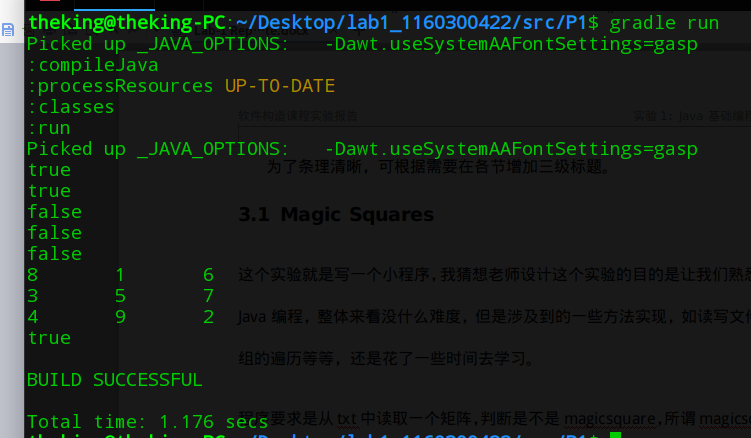 theking@theking-PC:~/Desktop/lab1_1160300422/src/P1$ gradle run
Picked up _JAVA_OPTIONS:   -Dawt.useSystemAAFontSettings=gasp
:compileJava
:processResources UP-TO-DATE
:classes
软件构造课程实验报告 实验 1: Java 基础编程
:run
Picked up _JAVA_OPTIONS:   -Dawt.useSystemAAFontSettings=gasp
为了条理清晰，可根据需要在各节增加三级标题。
true
true
false
3.1 Magic Squares
false
false
8 1 6
这个实验就是写一个小程序,我猜想老师设计这个实验的目的是让我们熟
3 5 7
4 9 2
Java 编程，整体来看没什么难度，但是涉及到的一些方法实现，如读写文
true
组的遍历等等，还是花了一些时间去学习。
BUILD SUCCESSFUL
Total time: 1.176 secs
程序要求是从 txt 中读取一个矩阵,判断是不是 magicsquare,所谓 magics
theking@theking-PC:~/Desktop/lab1_1160300422/src/P1$